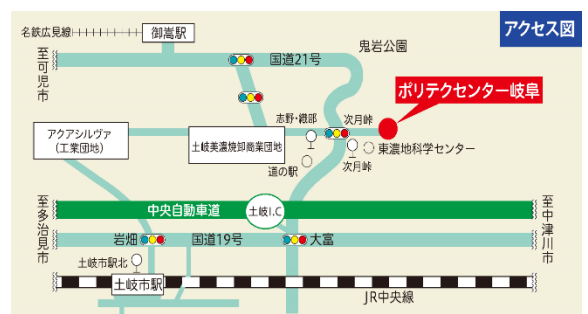 アクセス図
名鉄広見線
御嵩駅
鬼岩公園
国道21号
至可児市
ポリテクセンター岐阜
志野・織部
次月峠
アクアシルヴァ
(工業団地)
土岐美濃焼卸商業団地
東濃地科学センター
道の駅
次月峠
中央自動車道
土岐I.C
至多治見市
至中津川市
岩畑
国道19号
大富
土岐市駅北
土岐市駅
JR中央線